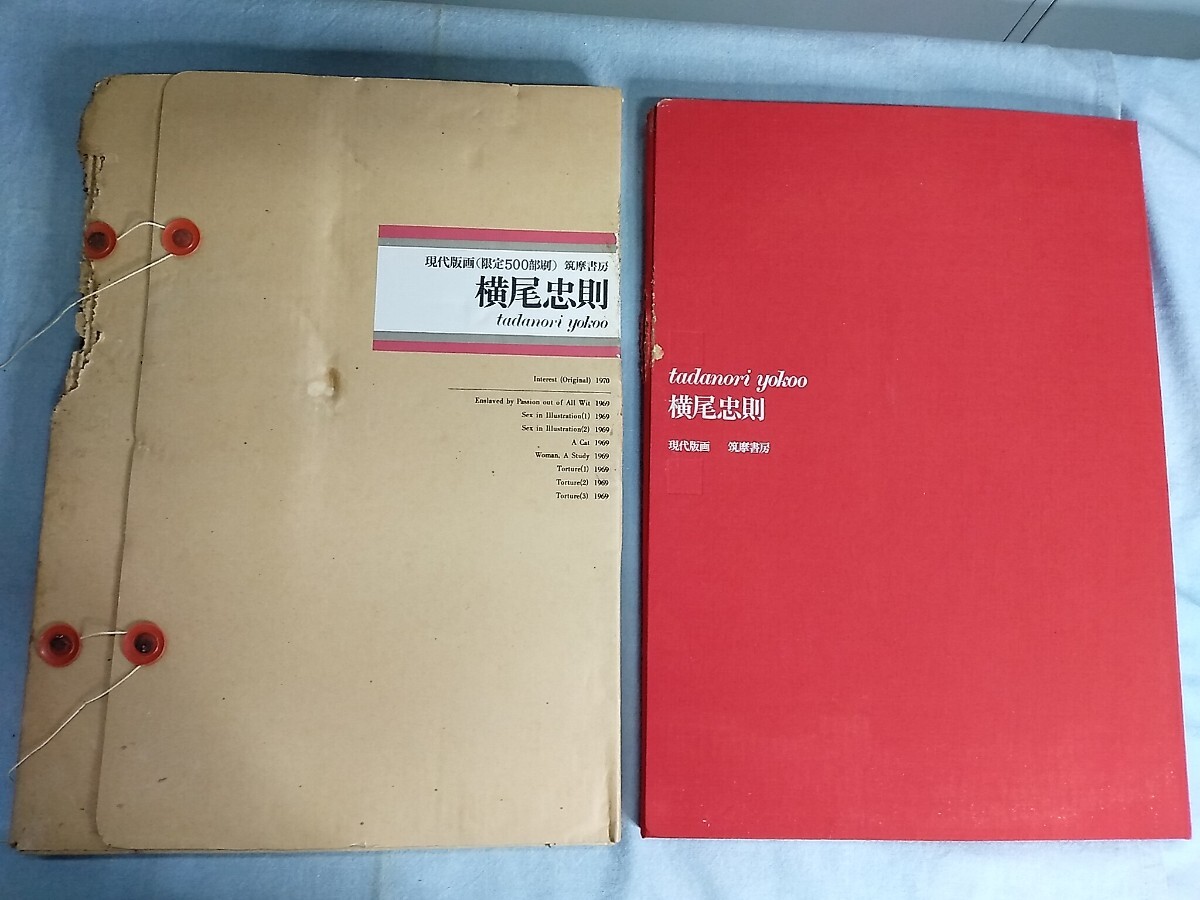 現代版画(限定500部刷) 筑摩書房
横尾忠則
tadanori yokoo
Interest (Original) 1970
Enslaved by Passion out of All Wit 1969
Sex in Illustration(1) 1969
Sex in Illustration(2) 1969
A Cat 1969
Woman, A Study 1969
Torture(1) 1969
Torture(2) 1969
Torture(3) 1969
tadanori yokoo
横尾忠則
現代版画 筑摩書房